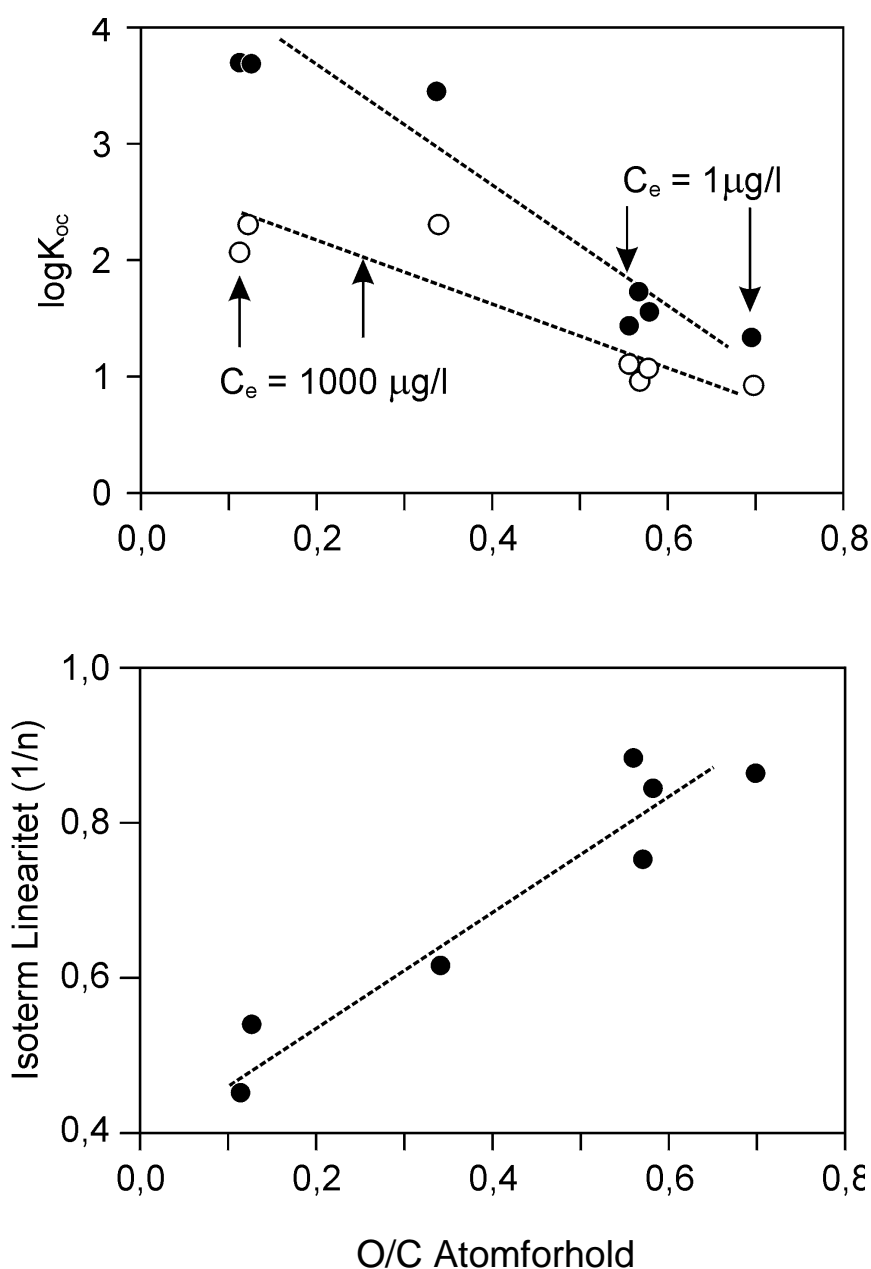 4
3
2
1
0
logKoc
Ce = 1μg/l
Ce = 1000 μg/l
0,0 0,2 0,4 0,6 0,8
1,0
0,8
0,6
0,4
Isoterm Linearitet (1/n)
0,0 0,2 0,4 0,6 0,8
O/C Atomforhold